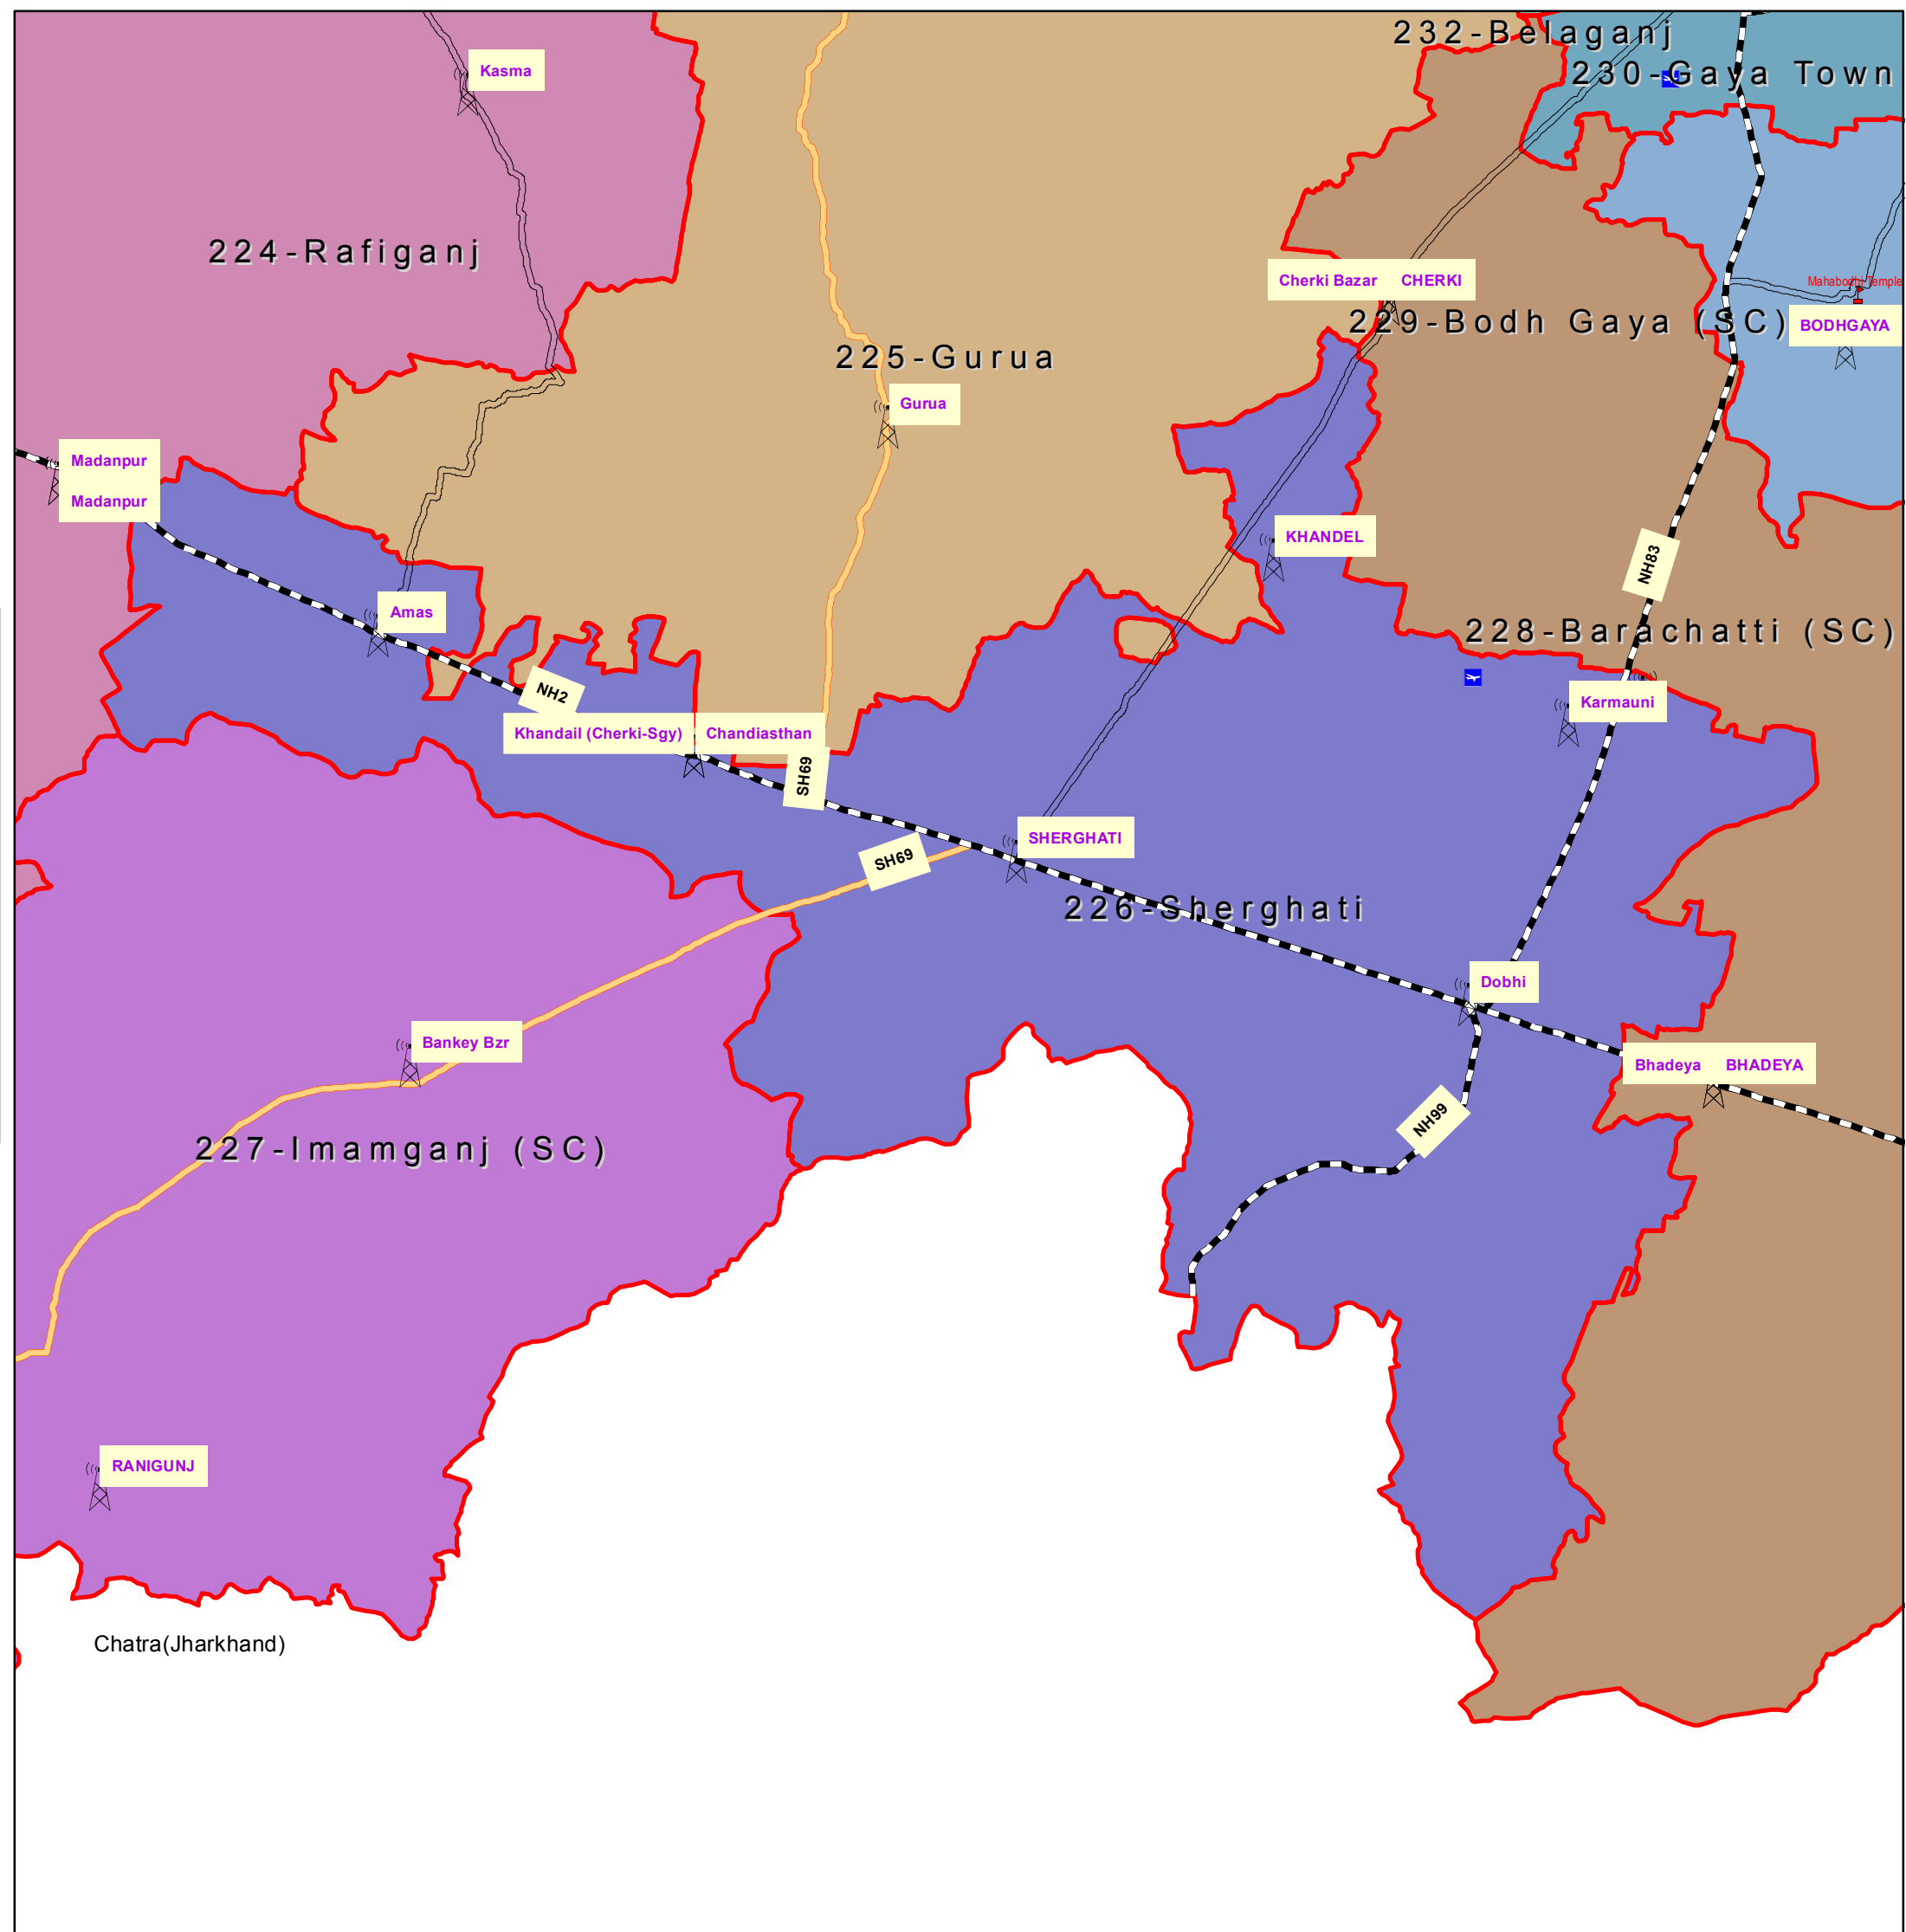 232-Belaganj
Kasma
230-Gaya Town
224-Rafiganj
Cherki Bazar CHERKI
Mahabodhi Temple
229-Bodh Gaya (SC)
BODHGAYA
225-Gurua
Gurua
Madanpur
Madanpur
KHANDEL
NH83
Amas
228-Barachatti (SC)
NH2
Karmauni
Khandail (Cherki-Sgy) Chandiasthan
SH69
SHERGHATI
SH69
226-Sherghati
Dobhi
Bankey Bzr
Bhadeya BHADEYA
NH99
227-Imamganj (SC)
RANIGUNJ
Chatra(Jharkhand)